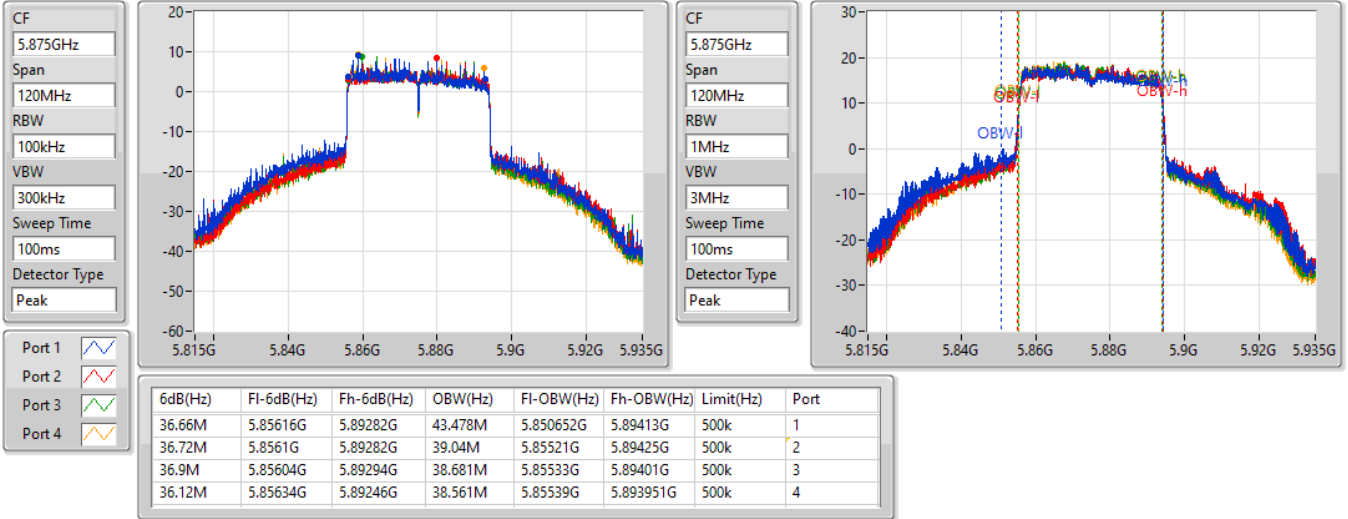 CF
5.875GHz
Span
120MHz
RBW
100kHz
VBW
300kHz
Sweep Time
100ms
Detector Type
Peak
20
10
0
-10
-20
-30
-40
-50
-60
5.815G 5.84G 5.86G 5.88G 5.9G 5.92G 5.935G
CF
5.875GHz
Span
120MHz
RBW
1MHz
VBW
3MHz
Sweep Time
100ms
Detector Type
Peak
30
20
10
0
-10
-20
-30
-40
OBW-l
OBW-l
OBW-h
OBW-h
5.815G 5.84G 5.86G 5.88G 5.9G 5.92G 5.935G
Port 1
Port 2
Port 3
Port 4
6dB(Hz) Fl-6dB(Hz) Fh-6dB(Hz) OBW(Hz) Fl-OBW(Hz) Fh-OBW(Hz) Limit(Hz) Port
36.66M 5.85616G 5.89282G 43.478M 5.850652G 5.89413G 500k 1
36.72M 5.8561G 5.89282G 39.04M 5.85521G 5.89425G 500k 2
36.9M 5.85604G 5.89294G 38.681M 5.85533G 5.89401G 500k 3
36.12M 5.85634G 5.89246G 38.561M 5.85539G 5.893951G 500k 4